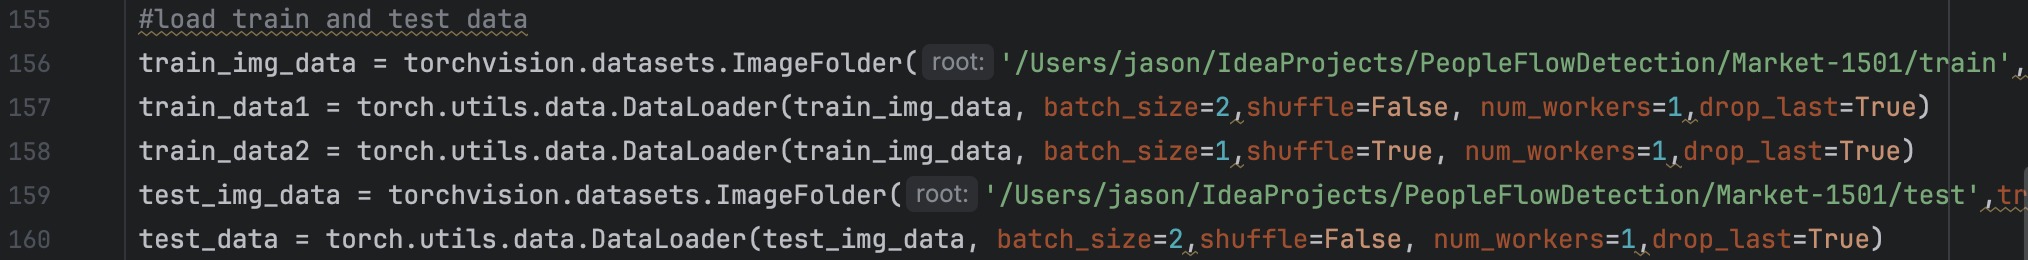 155 #load train and test data
156 train_img_data = torchvision.datasets.ImageFolder( root: '/Users/jason/IdeaProjects/PeopleFlowDetection/Market-1501/train',
157 train_data1 = torch.utils.data.DataLoader(train_img_data, batch_size=2,shuffle=False, num_workers=1,drop_last=True)
158 train_data2 = torch.utils.data.DataLoader(train_img_data, batch_size=1,shuffle=True, num_workers=1,drop_last=True)
159 test_img_data = torchvision.datasets.ImageFolder( root: '/Users/jason/IdeaProjects/PeopleFlowDetection/Market-1501/test',tr
160 test_data = torch.utils.data.DataLoader(test_img_data, batch_size=2,shuffle=False, num_workers=1,drop_last=True)